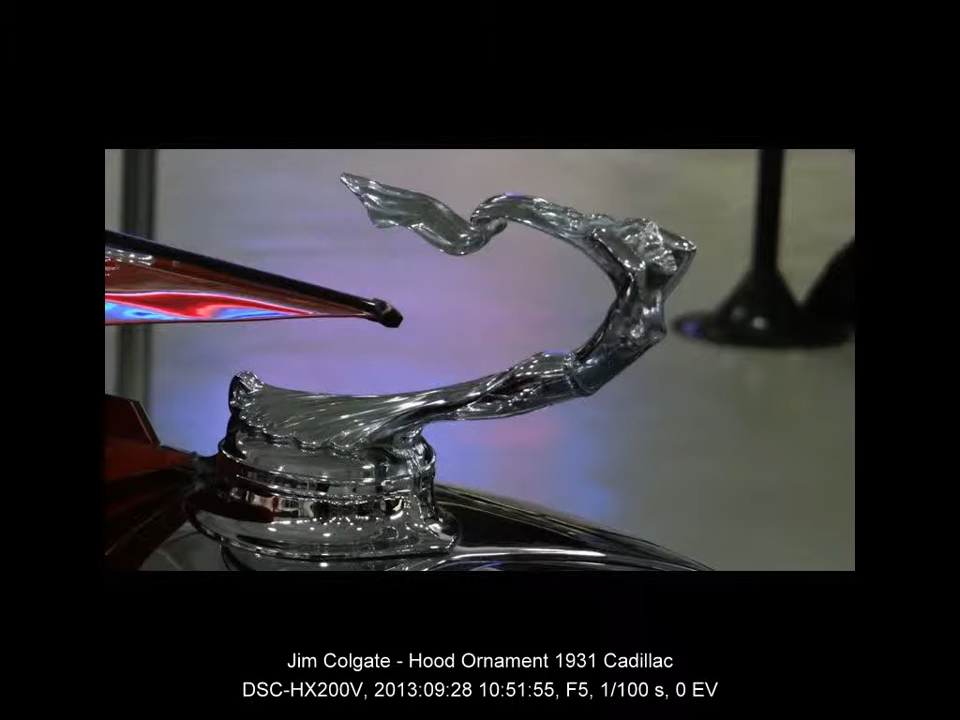 Jim Colgate - Hood Ornament 1931 Cadillac
DSC-HX200V, 2013:09:28 10:51:55, F5, 1/100 s, 0 EV